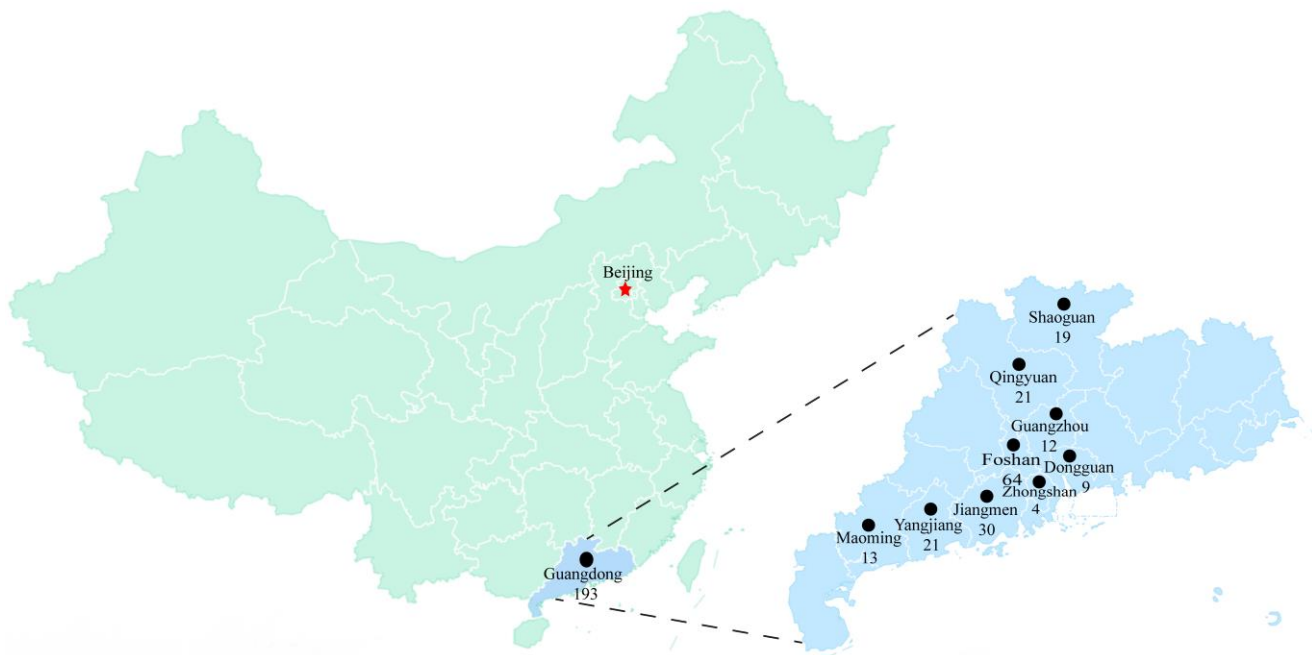 Beijing
Guangdong
193
Shaoguan
19
Qingyuan
21
Guangzhou
12
Foshan
64
Dongguan
9
Zhongshan
4
Jiangmen
30
Yangjiang
21
Maoming
13